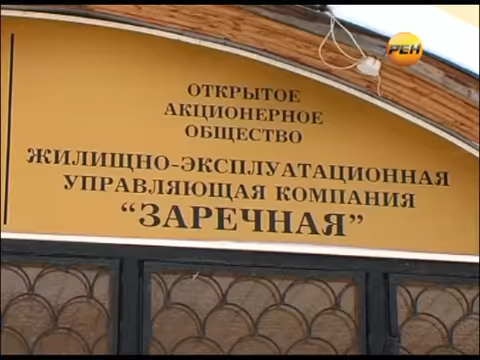 РЕН
ОТКРЫТОЕ
АКЦИОНЕРНОЕ
ОБЩЕСТВО
ЖИЛИЩНО-ЭКСПЛУАТАЦИОННАЯ
УПРАВЛЯЮЩАЯ КОМПАНИЯ
“ЗАРЕЧНАЯ”